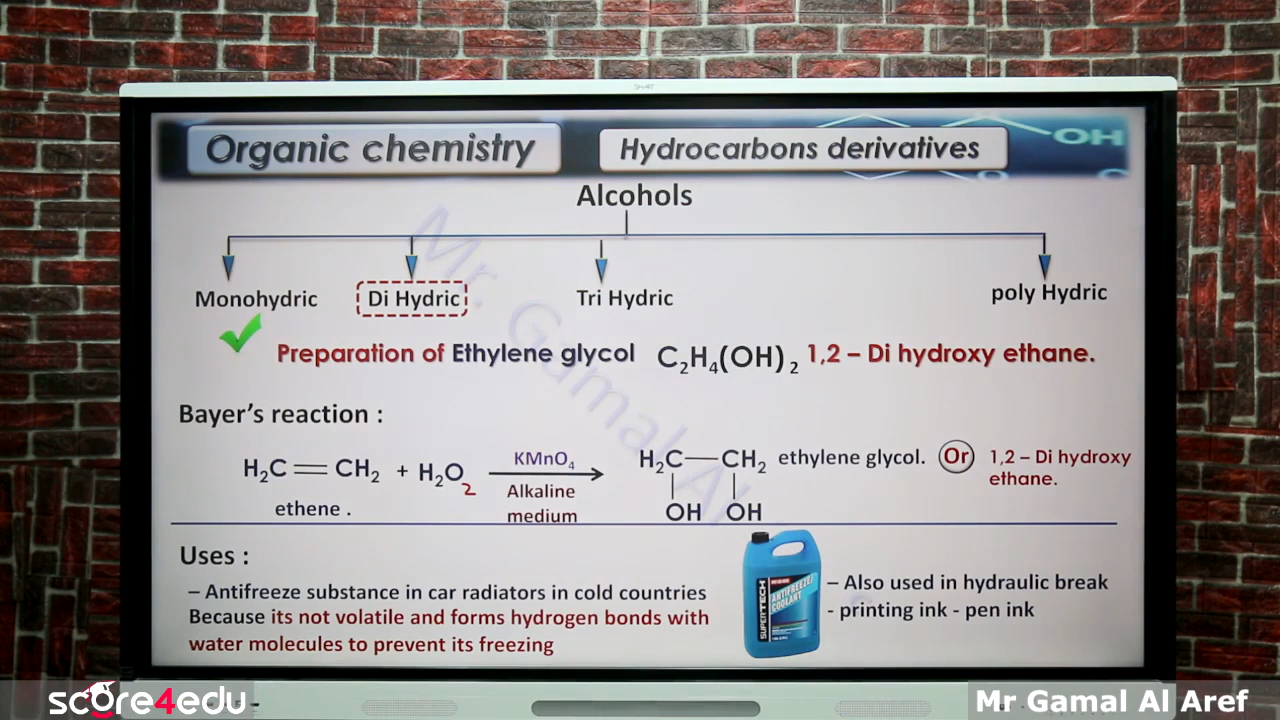 SMART
Organic chemistry
Hydrocarbons derivatives
OH
O
O
Alcohols
Monohydric
Di Hydric
Tri Hydric
poly Hydric
Preparation of Ethylene glycol C₂H₄(OH)₂ 1,2 – Di hydroxy ethane.
Bayer's reaction :
H₂C══CH₂ + H₂O₂
KMnO₄
Alkaline
medium
ethene .
H₂C—CH₂ ethylene glycol. Or 1,2 – Di hydroxy
ethane.
OH OH
Uses :
– Antifreeze substance in car radiators in cold countries
Because its not volatile and forms hydrogen bonds with
water molecules to prevent its freezing
SUPERTECH
ANTIFREEZE/
COOLANT
– Also used in hydraulic break
- printing ink - pen ink
Mr. Gamal Al
score4edu
Mr Gamal Al Aref